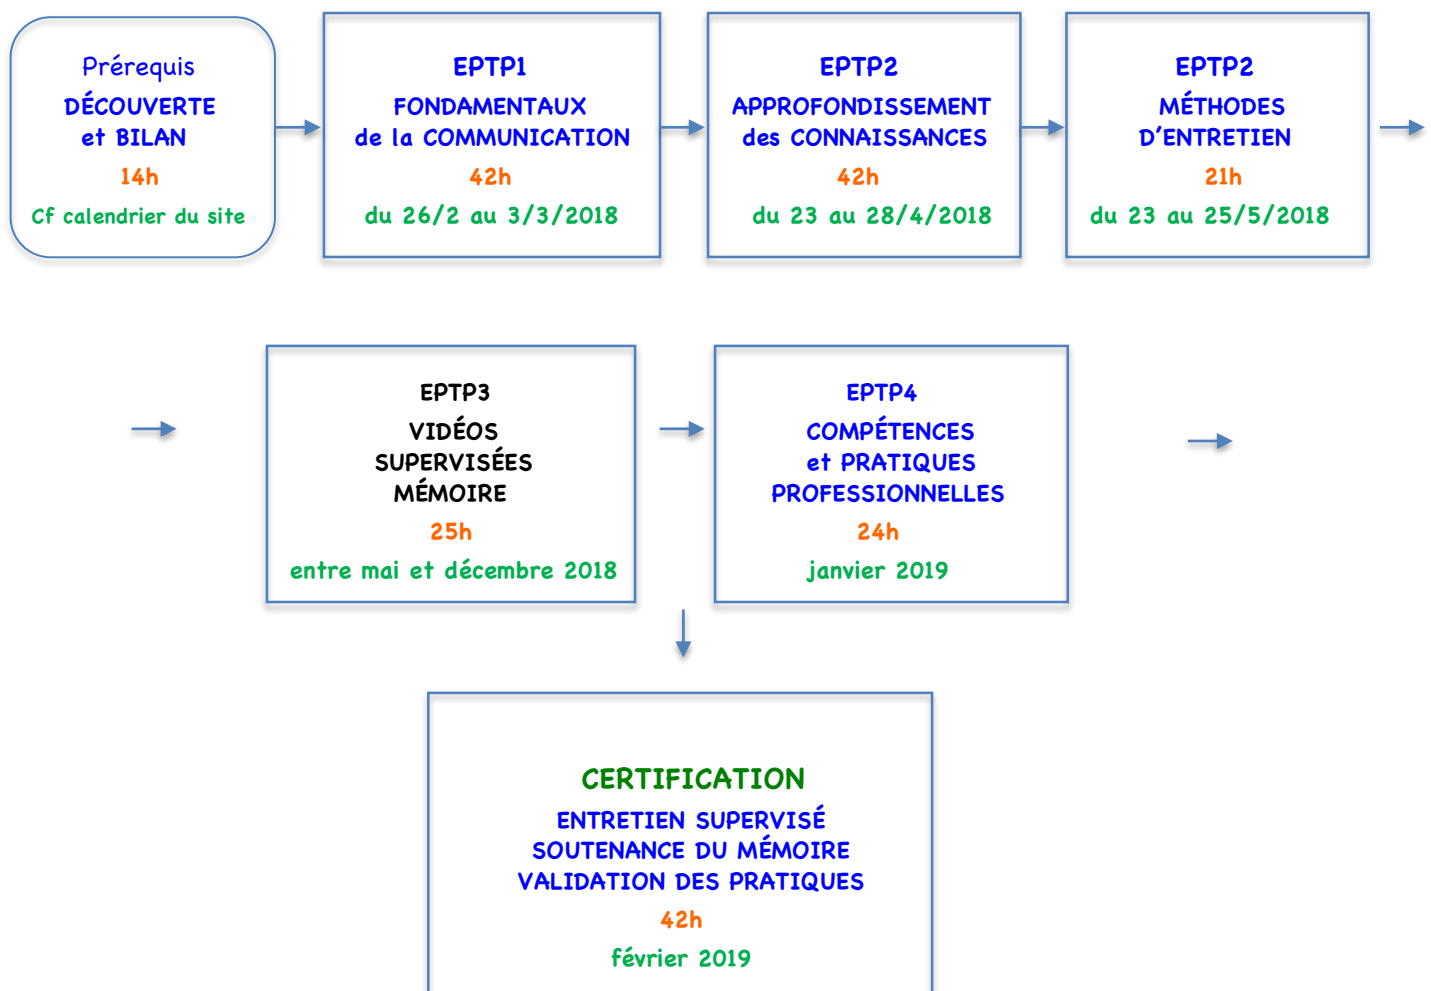 Prérequis
DÉCOUVERTE
et BILAN
14h
Cf calendrier du site
EPTP1
FONDAMENTAUX
de la COMMUNICATION
42h
du 26/2 au 3/3/2018
EPTP2
APPROFONDISSEMENT
des CONNAISSANCES
42h
du 23 au 28/4/2018
EPTP2
MÉTHODES
D'ENTRETIEN
21h
du 23 au 25/5/2018
EPTP3
VIDÉOS
SUPERVISÉES
MÉMOIRE
25h
entre mai et décembre 2018
EPTP4
COMPÉTENCES
et PRATIQUES
PROFESSIONNELLES
24h
janvier 2019
CERTIFICATION
ENTRETIEN SUPERVISÉ
SOUTENANCE DU MÉMOIRE
VALIDATION DES PRATIQUES
42h
février 2019